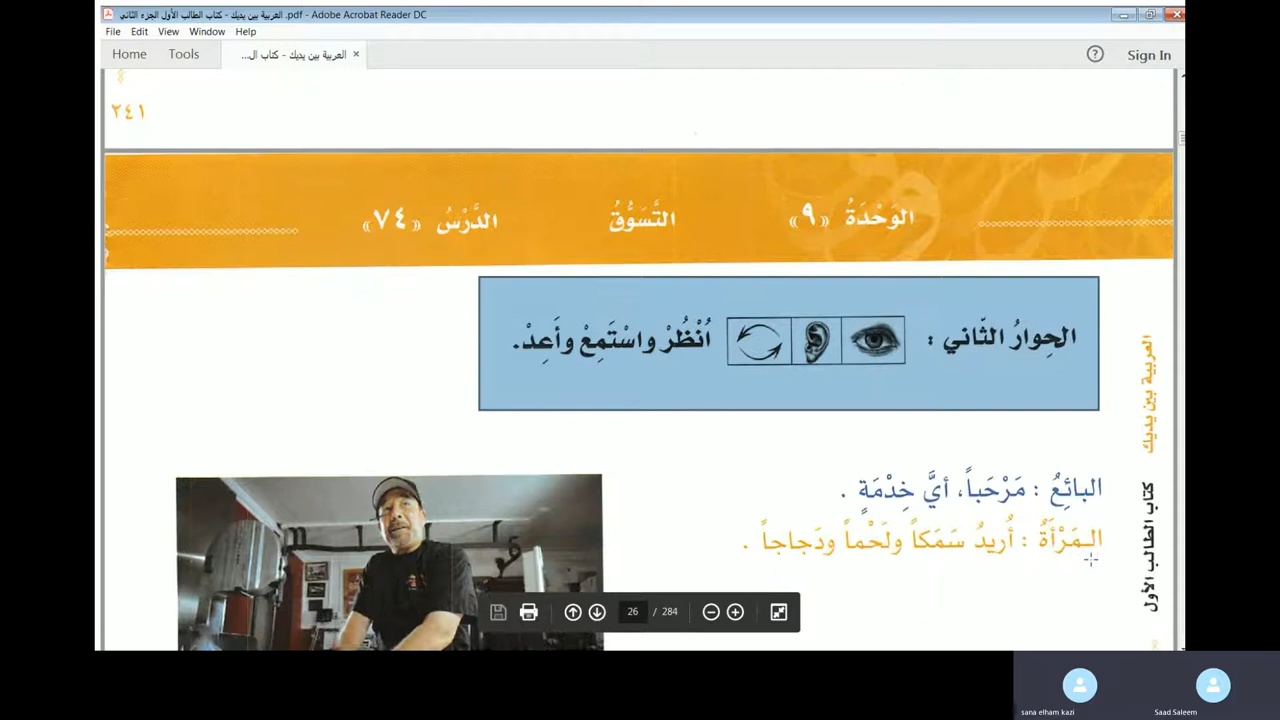 العربية بين يديك - كتاب الطالب الأول الجزء الثاني .pdf - Adobe Acrobat Reader DC
File Edit View Window Help
Home Tools العربية بين يديك - كتاب ال... × Sign In
٢٤١
الوَحْدَةُ «٩» التَّسَوُّقُ الدَّرْسُ «٧٤»
الحِوارُ الثّاني : اُنْظُرْ واسْتَمِعْ وأَعِدْ.
العربية بين يديك
كتاب الطالب الأول
البائِعُ : مَرْحَباً، أيَّ خِدْمَةٍ .
الـمَرْأَةُ : أُريدُ سَمَكاً ولَحْماً ودَجاجاً .
26 / 284
sana elham kazi Saad Saleem